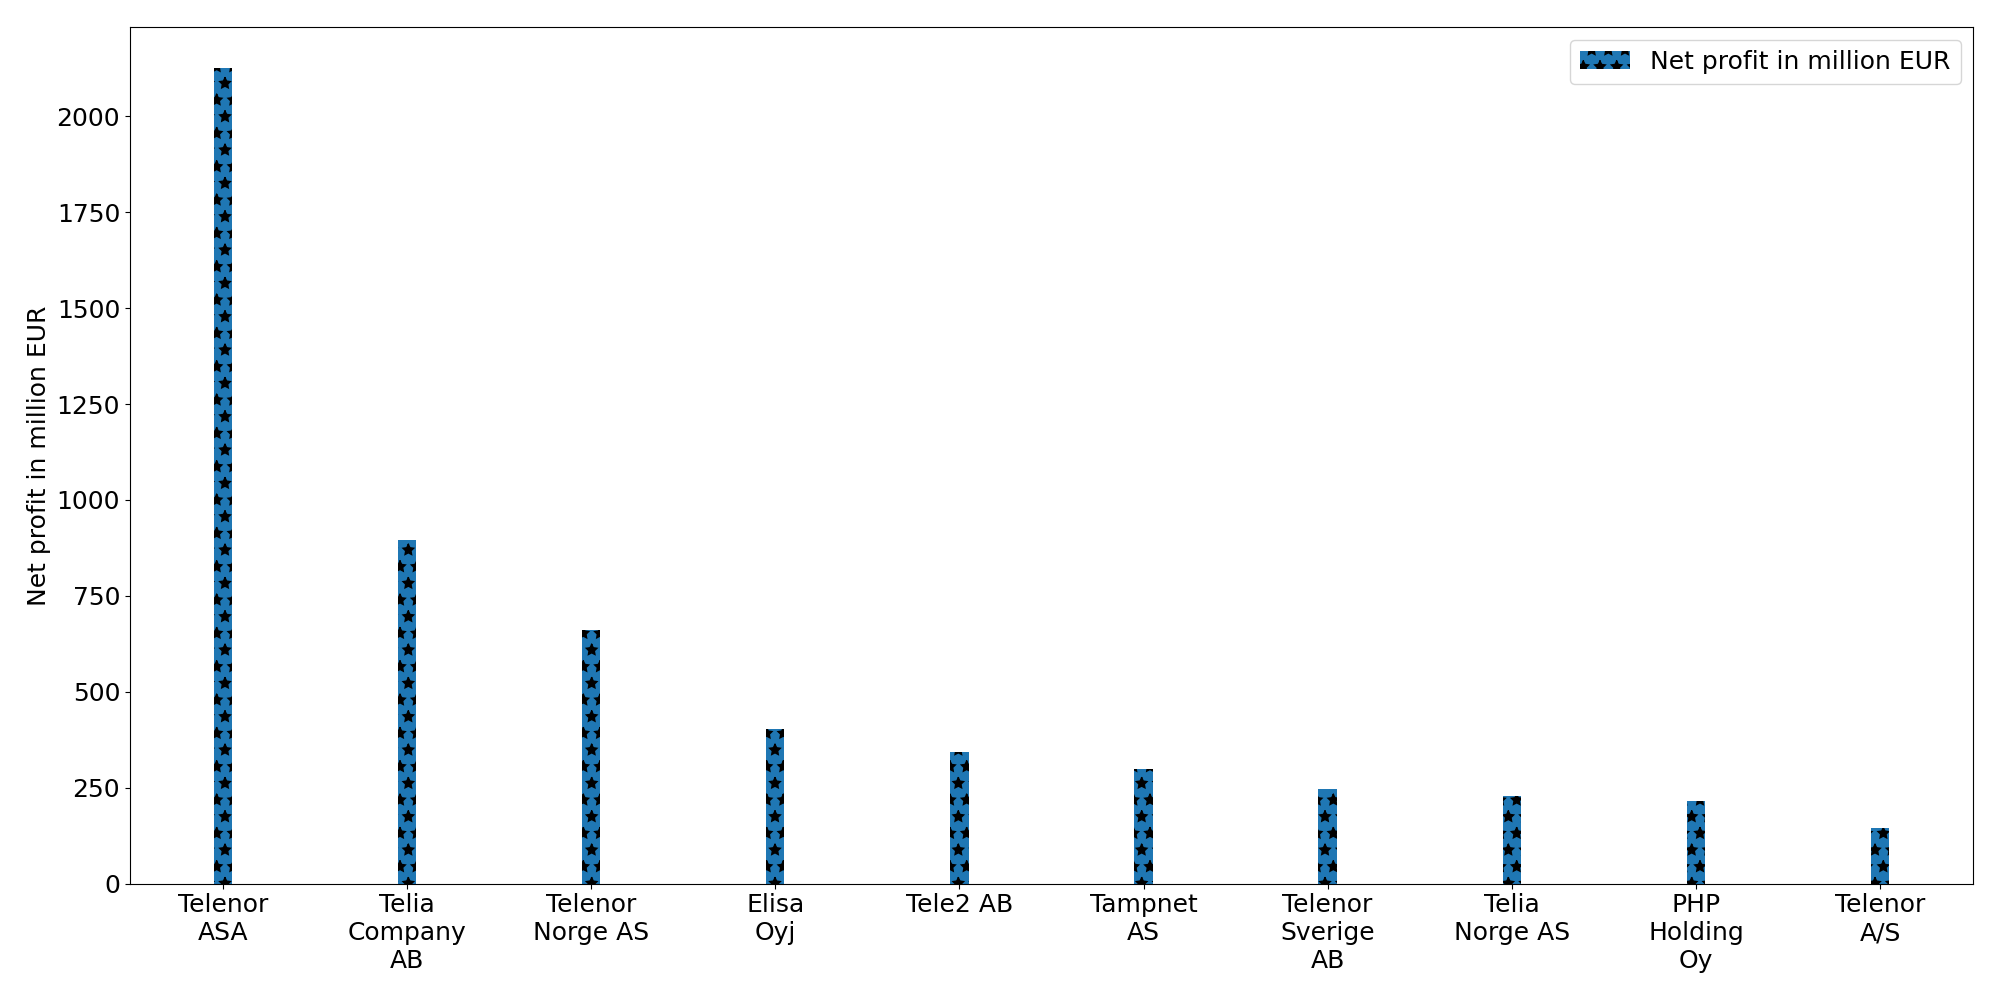 Net profit in million EUR
Net profit in million EUR
2000
1750
1500
1250
1000
750
500
250
0
Telenor
ASA
Telia
Company
AB
Telenor
Norge AS
Elisa
Oyj
Tele2 AB
Tampnet
AS
Telenor
Sverige
AB
Telia
Norge AS
PHP
Holding
Oy
Telenor
A/S